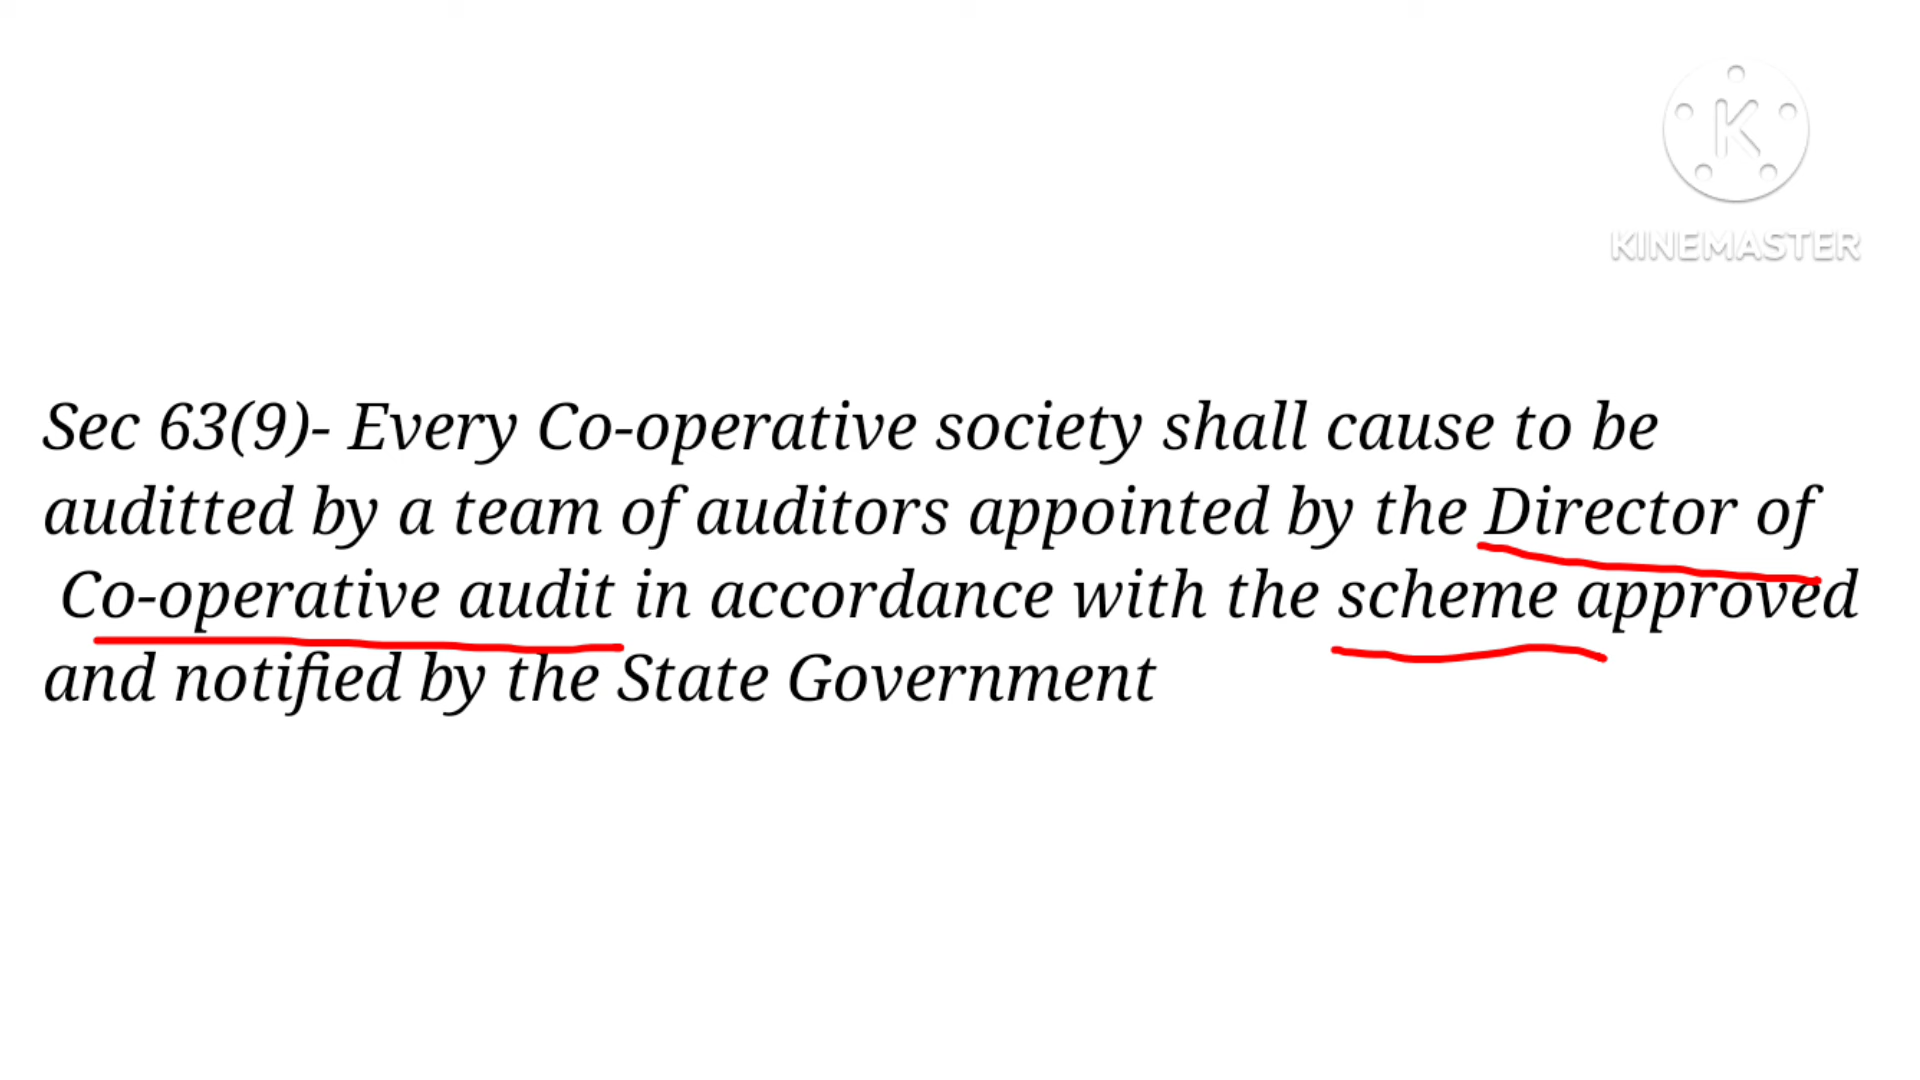 K
KINEMASTER
Sec 63(9)- Every Co-operative society shall cause to be
auditted by a team of auditors appointed by the Director of
Co-operative audit in accordance with the scheme approved
and notified by the State Government